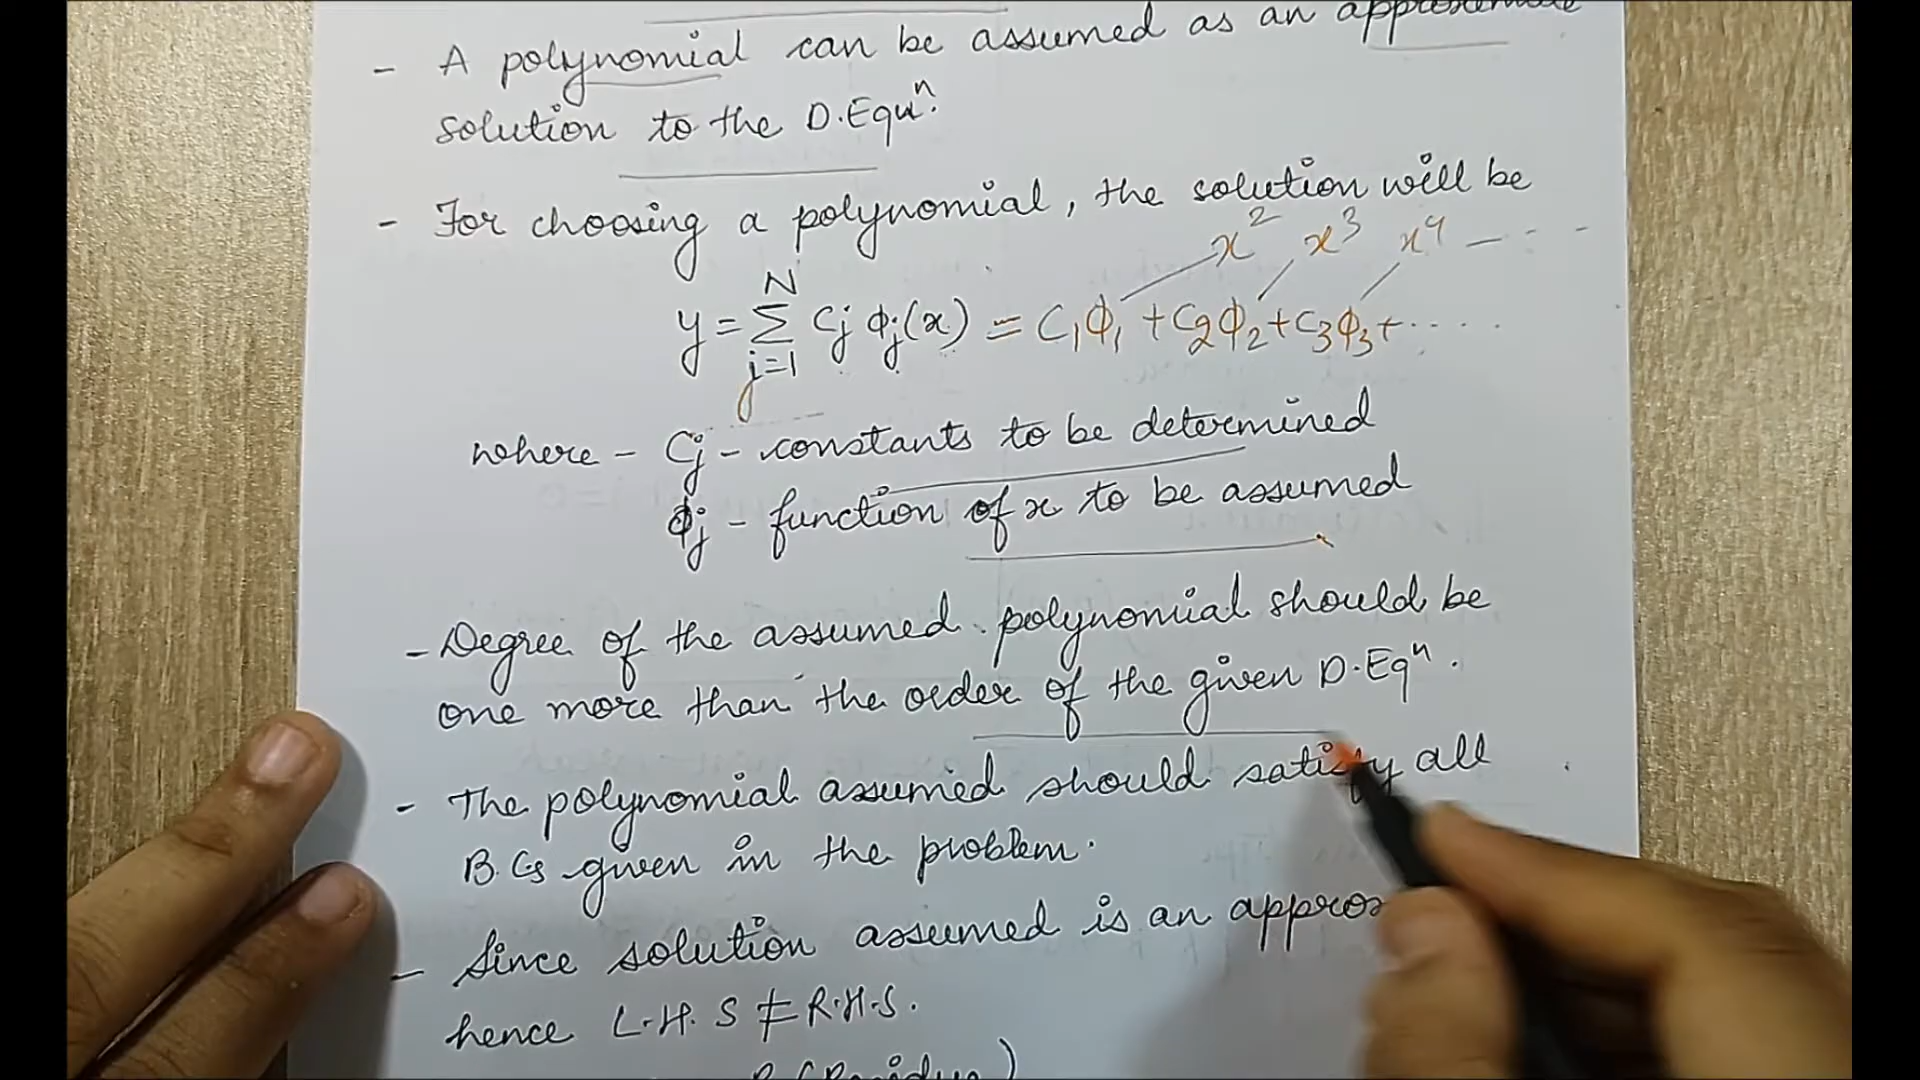 - A polynomial can be assumed as an approximate
solution to the D.Equⁿ.
- For choosing a polynomial, the solution will be
x² x³ x⁴ - - - -
N
y = Σ Cj ϕj(x) = C₁ϕ₁ + C₂ϕ₂ + C₃ϕ₃ + ....
j=1
where - Cj - constants to be determined
ϕj - function of x to be assumed
- Degree of the assumed polynomial should be
one more than the order of the given D.Eqⁿ.
- The polynomial assumed should satisfy all
B.Cs given in the problem.
- Since solution assumed is an approx
hence L.H.S ≠ R.H.S.
R (Residue)